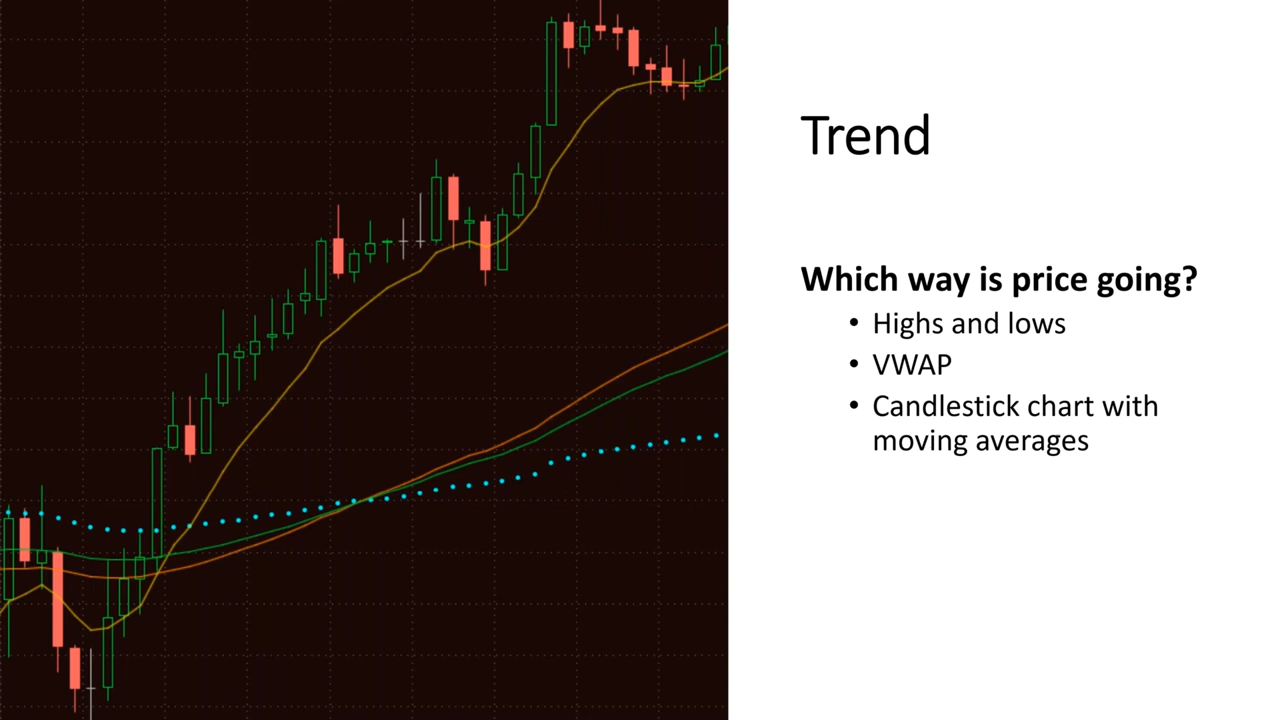 Trend
Which way is price going?
• Highs and lows
• VWAP
• Candlestick chart with
moving averages